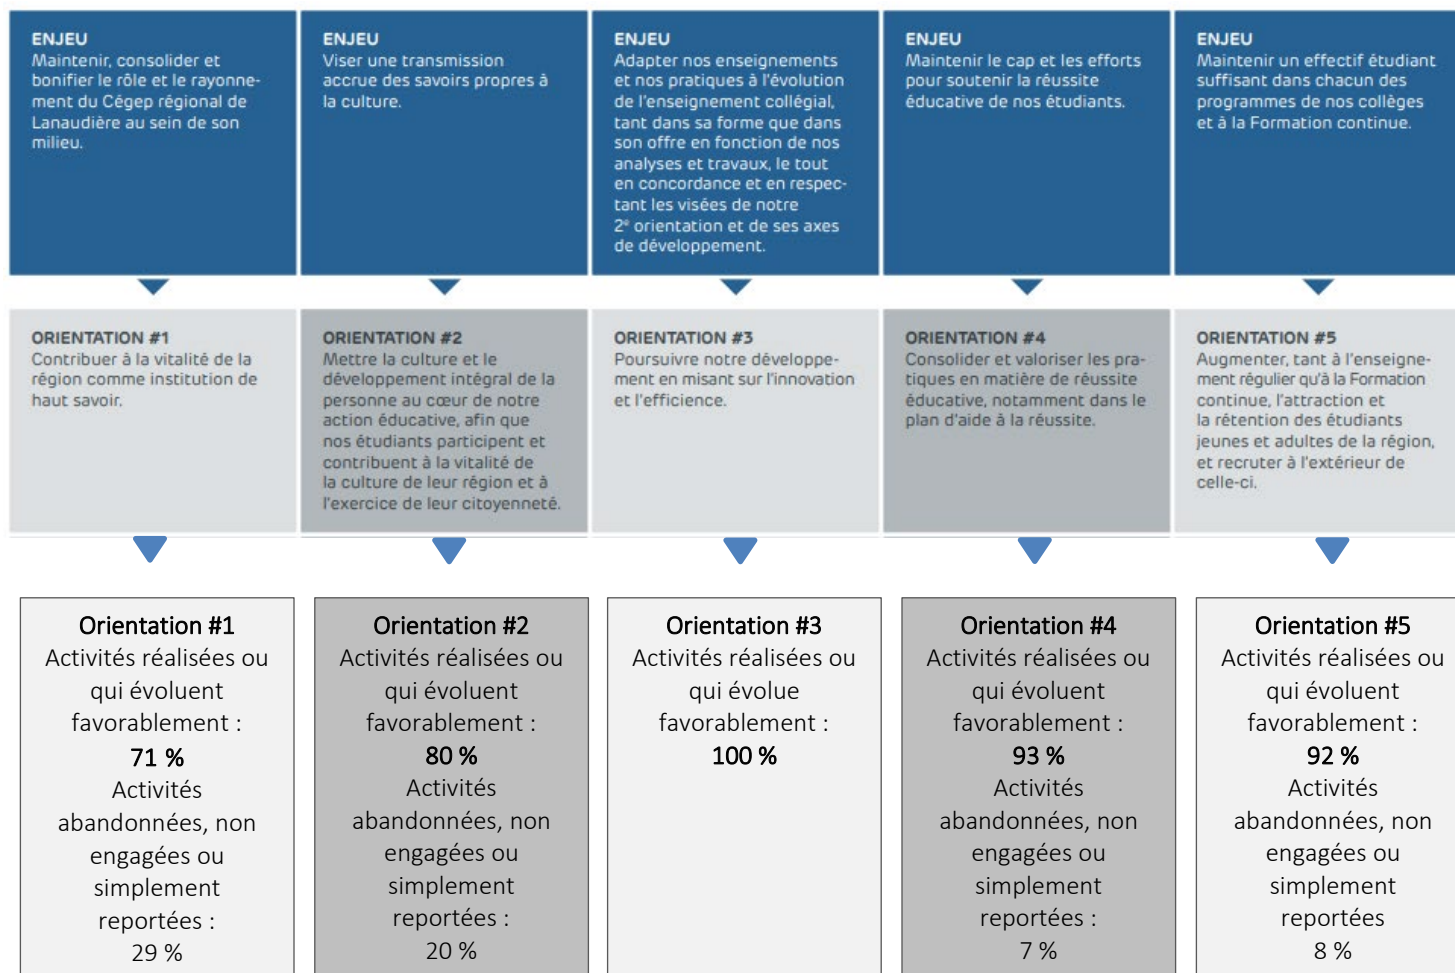 ENJEU
Maintenir, consolider et
bonifier le rôle et le rayonne-
ment du Cégep régional de
Lanaudière au sein de son
milieu.
ENJEU
Viser une transmission
accrue des savoirs propres à
la culture.
ENJEU
Adapter nos enseignements
et nos pratiques à l'évolution
de l'enseignement collégial,
tant dans sa forme que dans
son offre en fonction de nos
analyses et travaux, le tout
en concordance et en respec-
tant les visées de notre
2e orientation et de ses axes
de développement.
ENJEU
Maintenir le cap et les efforts
pour soutenir la réussite
éducative de nos étudiants.
ENJEU
Maintenir un effectif étudiant
suffisant dans chacun des
programmes de nos collèges
et à la Formation continue.
ORIENTATION #1
Contribuer à la vitalité de la
région comme institution de
haut savoir.
ORIENTATION #2
Mettre la culture et le
développement intégral de la
personne au cœur de notre
action éducative, afin que
nos étudiants participent et
contribuent à la vitalité de
la culture de leur région et à
l'exercice de leur citoyenneté.
ORIENTATION #3
Poursuivre notre développe-
ment en misant sur l'innovation
et l'efficience.
ORIENTATION #4
Consolider et valoriser les pra-
tiques en matière de réussite
éducative, notamment dans le
plan d'aide à la réussite.
ORIENTATION #5
Augmenter, tant à l'enseigne-
ment régulier qu'à la Formation
continue, l'attraction et
la rétention des étudiants
jeunes et adultes de la région,
et recruter à l'extérieur de
celle-ci.
Orientation #1
Activités réalisées ou
qui évoluent
favorablement :
71 %
Activités
abandonnées, non
engagées ou
simplement
reportées :
29 %
Orientation #2
Activités réalisées ou
qui évoluent
favorablement :
80 %
Activités
abandonnées, non
engagées ou
simplement
reportées :
20 %
Orientation #3
Activités réalisées ou
qui évolue
favorablement :
100 %
Orientation #4
Activités réalisées ou
qui évoluent
favorablement :
93 %
Activités
abandonnées, non
engagées ou
simplement
reportées :
7 %
Orientation #5
Activités réalisées ou
qui évoluent
favorablement :
92 %
Activités
abandonnées, non
engagées ou
simplement
reportées
8 %